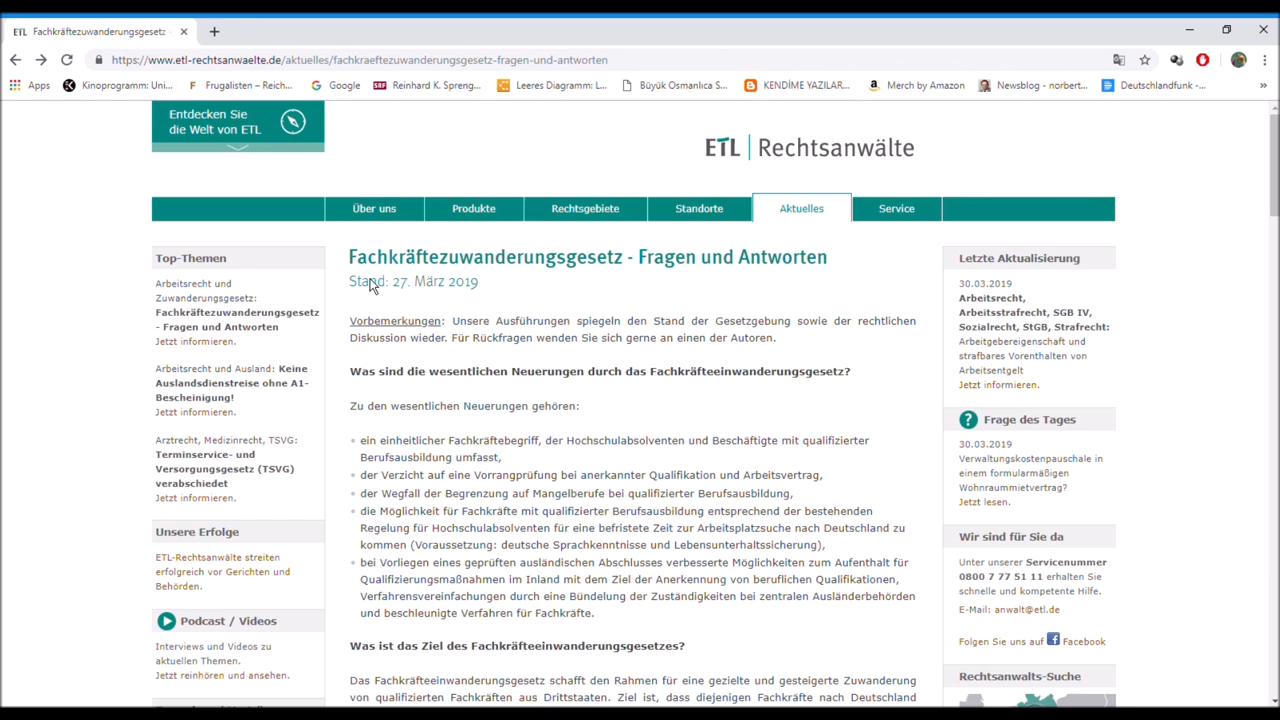 ETL Fachkräftezuwanderungsgesetz
https://www.etl-rechtsanwaelte.de/aktuelles/fachkraeftezuwanderungsgesetz-fragen-und-antworten
Apps Kinoprogramm: Uni... Frugalisten – Reich... Google SRF Reinhard K. Spreng... Leeres Diagramm: L... Büyük Osmanlica S... KENDİME YAZILAR... Merch by Amazon Newsblog - norbert... Deutschlandfunk -... »
Entdecken Sie
die Welt von ETL
ETL | Rechtsanwälte
Über uns Produkte Rechtsgebiete Standorte Aktuelles Service
Top-Themen
Arbeitsrecht und
Zuwanderungsgesetz:
Fachkräftezuwanderungsgesetz
- Fragen und Antworten
Jetzt informieren.
Arbeitsrecht und Ausland: Keine
Auslandsdienstreise ohne A1-
Bescheinigung!
Jetzt informieren.
Arztrecht, Medizinrecht, TSVG:
Terminservice- und
Versorgungsgesetz (TSVG)
verabschiedet
Jetzt informieren.
Unsere Erfolge
ETL-Rechtsanwälte streiten
erfolgreich vor Gerichten und
Behörden.
Podcast / Videos
Interviews und Videos zu
aktuellen Themen.
Jetzt reinhören und ansehen.
Fachkräftezuwanderungsgesetz - Fragen und Antworten
Stand: 27. März 2019
Vorbemerkungen: Unsere Ausführungen spiegeln den Stand der Gesetzgebung sowie der rechtlichen
Diskussion wieder. Für Rückfragen wenden Sie sich gerne an einen der Autoren.
Was sind die wesentlichen Neuerungen durch das Fachkräfteeinwanderungsgesetz?
Zu den wesentlichen Neuerungen gehören:
ein einheitlicher Fachkräftebegriff, der Hochschulabsolventen und Beschäftigte mit qualifizierter
Berufsausbildung umfasst,
der Verzicht auf eine Vorrangprüfung bei anerkannter Qualifikation und Arbeitsvertrag,
der Wegfall der Begrenzung auf Mangelberufe bei qualifizierter Berufsausbildung,
die Möglichkeit für Fachkräfte mit qualifizierter Berufsausbildung entsprechend der bestehenden
Regelung für Hochschulabsolventen für eine befristete Zeit zur Arbeitsplatzsuche nach Deutschland zu
kommen (Voraussetzung: deutsche Sprachkenntnisse und Lebensunterhaltssicherung),
bei Vorliegen eines geprüften ausländischen Abschlusses verbesserte Möglichkeiten zum Aufenthalt für
Qualifizierungsmaßnahmen im Inland mit dem Ziel der Anerkennung von beruflichen Qualifikationen,
Verfahrensvereinfachungen durch eine Bündelung der Zuständigkeiten bei zentralen Ausländerbehörden
und beschleunigte Verfahren für Fachkräfte.
Was ist das Ziel des Fachkräfteeinwanderungsgesetzes?
Das Fachkräfteeinwanderungsgesetz schafft den Rahmen für eine gezielte und gesteigerte Zuwanderung
von qualifizierten Fachkräften aus Drittstaaten. Ziel ist, dass diejenigen Fachkräfte nach Deutschland
Letzte Aktualisierung
30.03.2019
Arbeitsrecht,
Arbeitsstrafrecht, SGB IV,
Sozialrecht, StGB, Strafrecht:
Arbeitgebereigenschaft und
strafbares Vorenthalten von
Arbeitsentgelt
Jetzt informieren.
? Frage des Tages
30.03.2019
Verwaltungskostenpauschale in
einem formularmäßigen
Wohnraummietvertrag?
Jetzt lesen.
Wir sind für Sie da
Unter unserer Servicenummer
0800 7 77 51 11 erhalten Sie
schnelle und kompetente Hilfe.
E-Mail: anwalt@etl.de
Folgen Sie uns auf Facebook
Rechtsanwalts-Suche